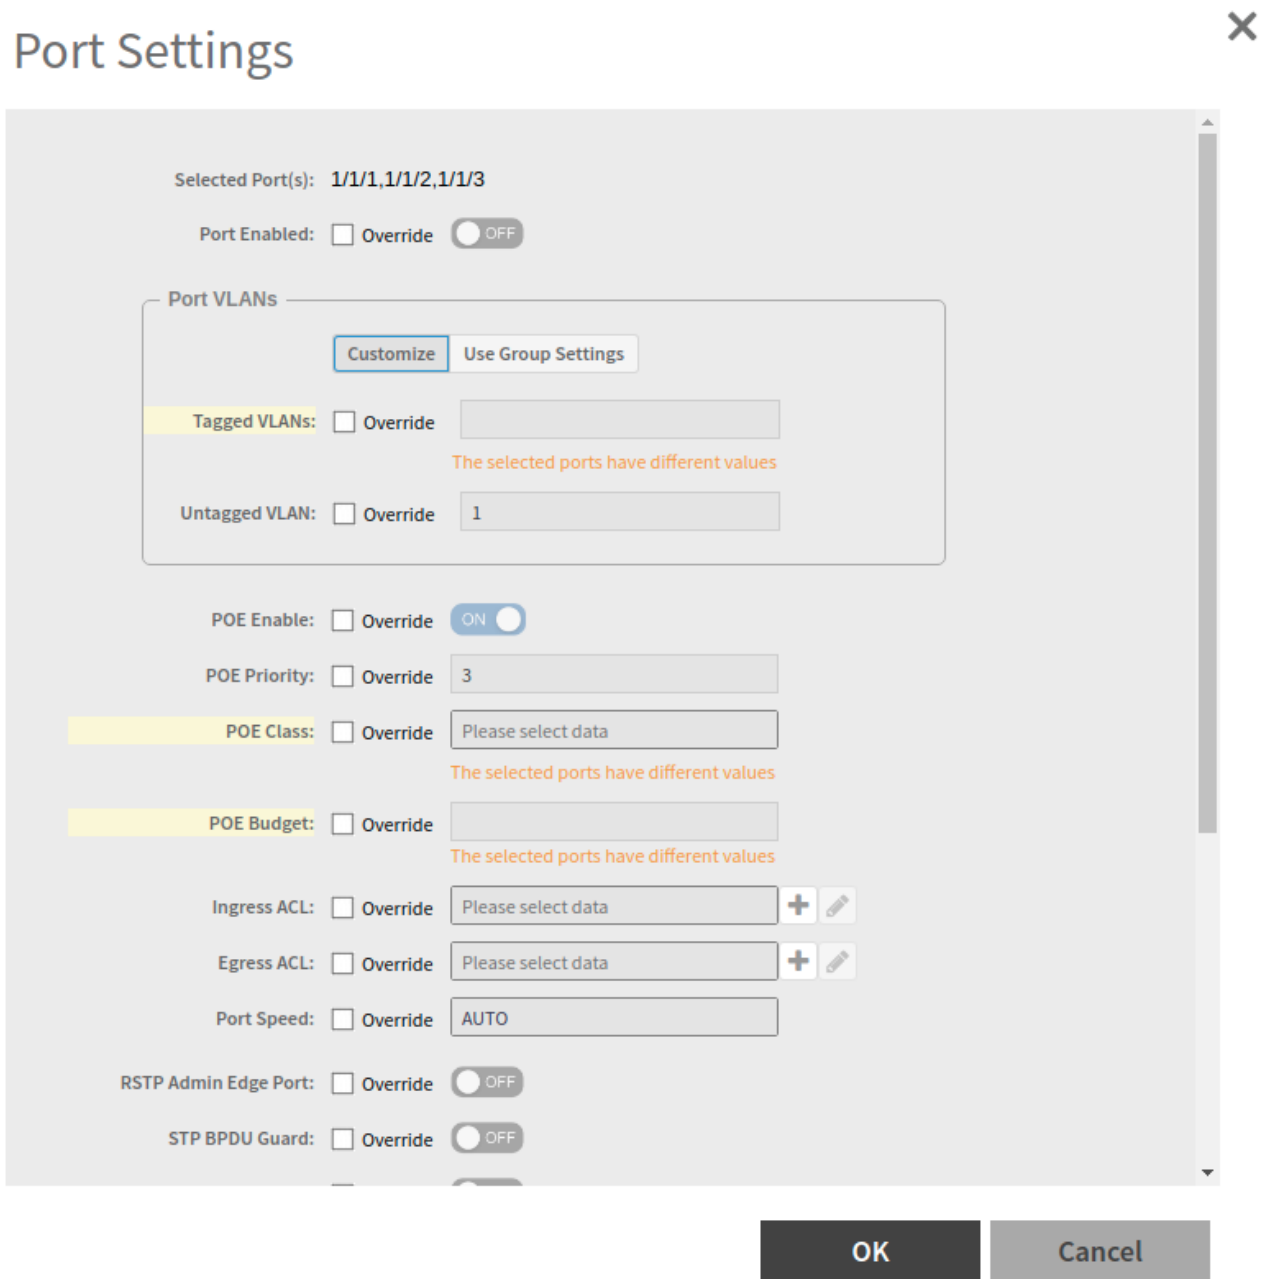 Port Settings
Selected Port(s): 1/1/1,1/1/2,1/1/3
Port Enabled: Override OFF
Port VLANs
Customize Use Group Settings
Tagged VLANs: Override
The selected ports have different values
Untagged VLAN: Override 1
POE Enable: Override ON
POE Priority: Override 3
POE Class: Override Please select data
The selected ports have different values
POE Budget: Override
The selected ports have different values
Ingress ACL: Override Please select data
Egress ACL: Override Please select data
Port Speed: Override AUTO
RSTP Admin Edge Port: Override OFF
STP BPDU Guard: Override OFF
OK Cancel